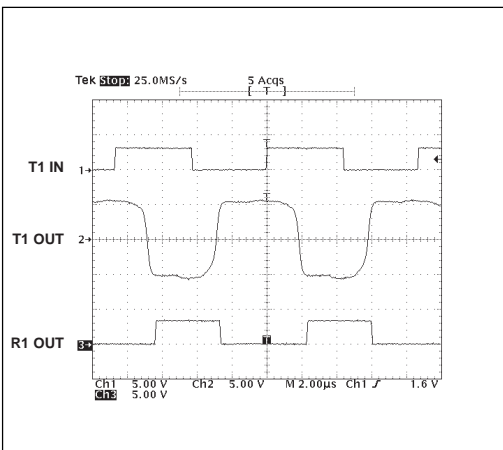 Tek Stop: 25.0MS/s 5 Acqs
T
T
T1 IN 1→
T
T1 OUT 2→
T
R1 OUT 3→
Ch1 5.00 V Ch2 5.00 V M 2.00µs Ch1 ʃ 1.6 V
Ch3 5.00 V